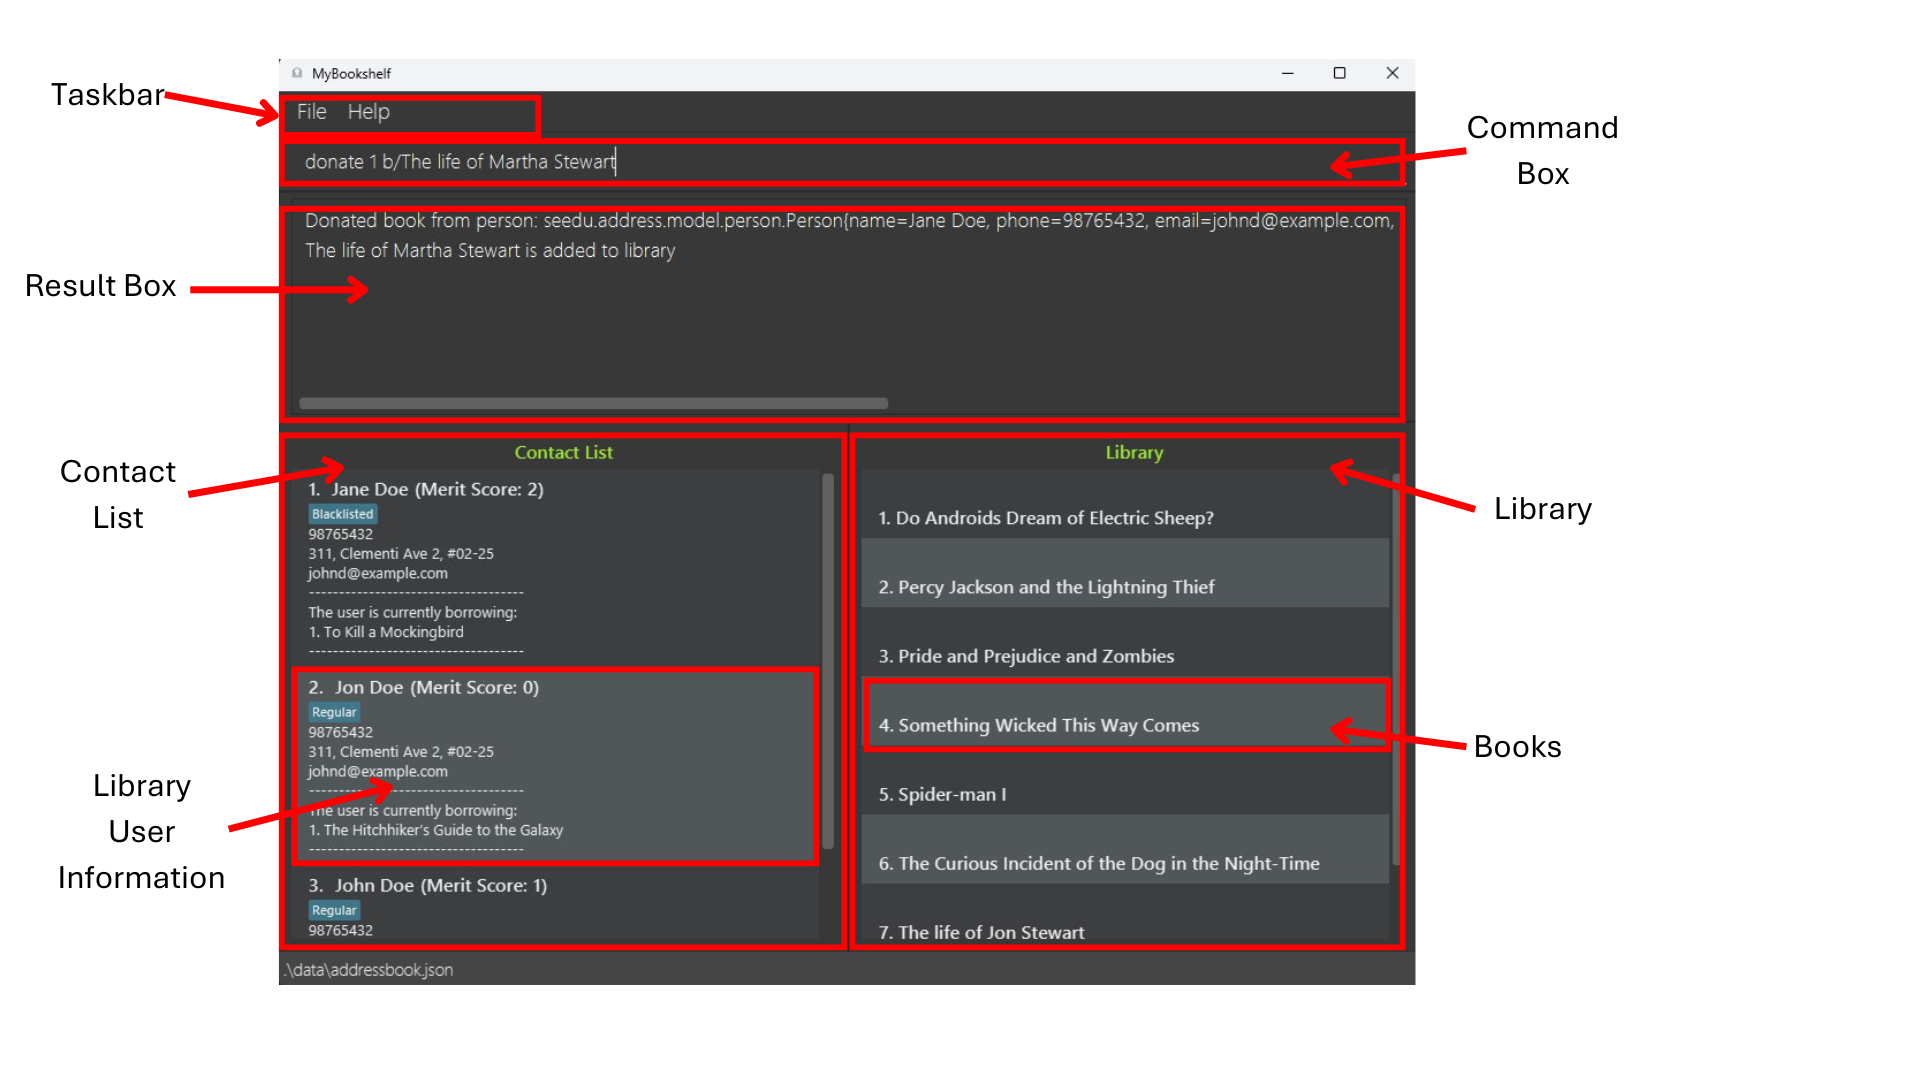 MyBookshelf
Taskbar
File Help
Command
Box
donate 1 b/The life of Martha Stewart
Donated book from person: seedu.address.model.person.Person{name=Jane Doe, phone=98765432, email=johnd@example.com,
The life of Martha Stewart is added to library
Result Box
Contact List
Contact
List
1. Jane Doe (Merit Score: 2)
Blacklisted
98765432
311, Clementi Ave 2, #02-25
johnd@example.com
------------------------------------
The user is currently borrowing:
1. To Kill a Mockingbird
------------------------------------
2. Jon Doe (Merit Score: 0)
Regular
98765432
311, Clementi Ave 2, #02-25
johnd@example.com
------------------------------------
The user is currently borrowing:
1. The Hitchhiker's Guide to the Galaxy
------------------------------------
Library
User
Information
3. John Doe (Merit Score: 1)
Regular
98765432
Library
1. Do Androids Dream of Electric Sheep?
2. Percy Jackson and the Lightning Thief
3. Pride and Prejudice and Zombies
4. Something Wicked This Way Comes
5. Spider-man I
6. The Curious Incident of the Dog in the Night-Time
7. The life of Jon Stewart
Library
Books
.\data\addressbook.json